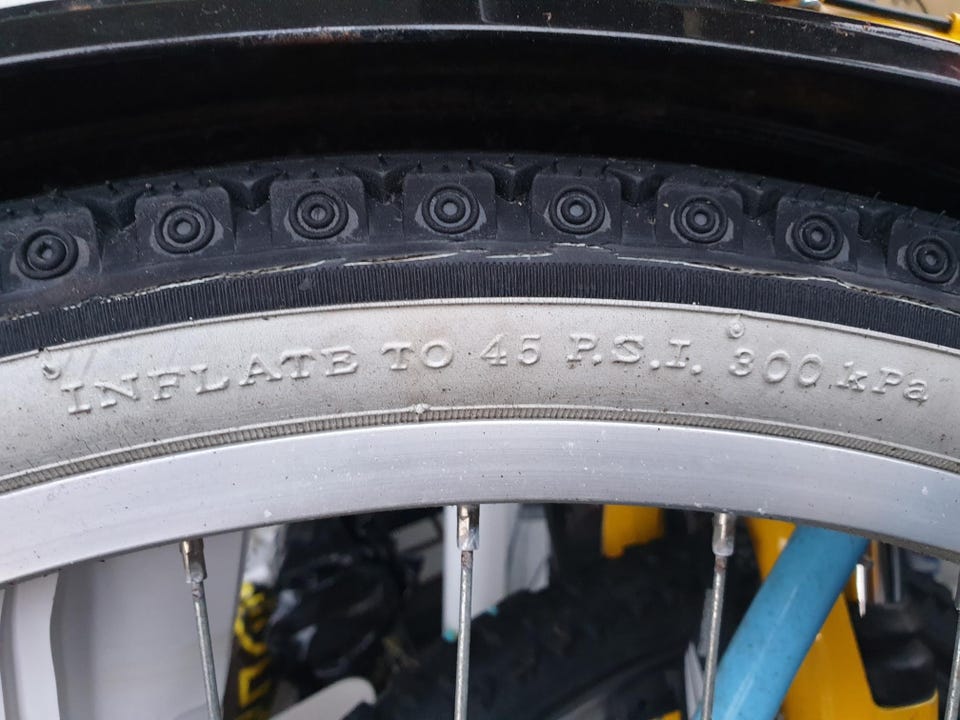 INFLATE TO 45 P.S.I. 300 kPa